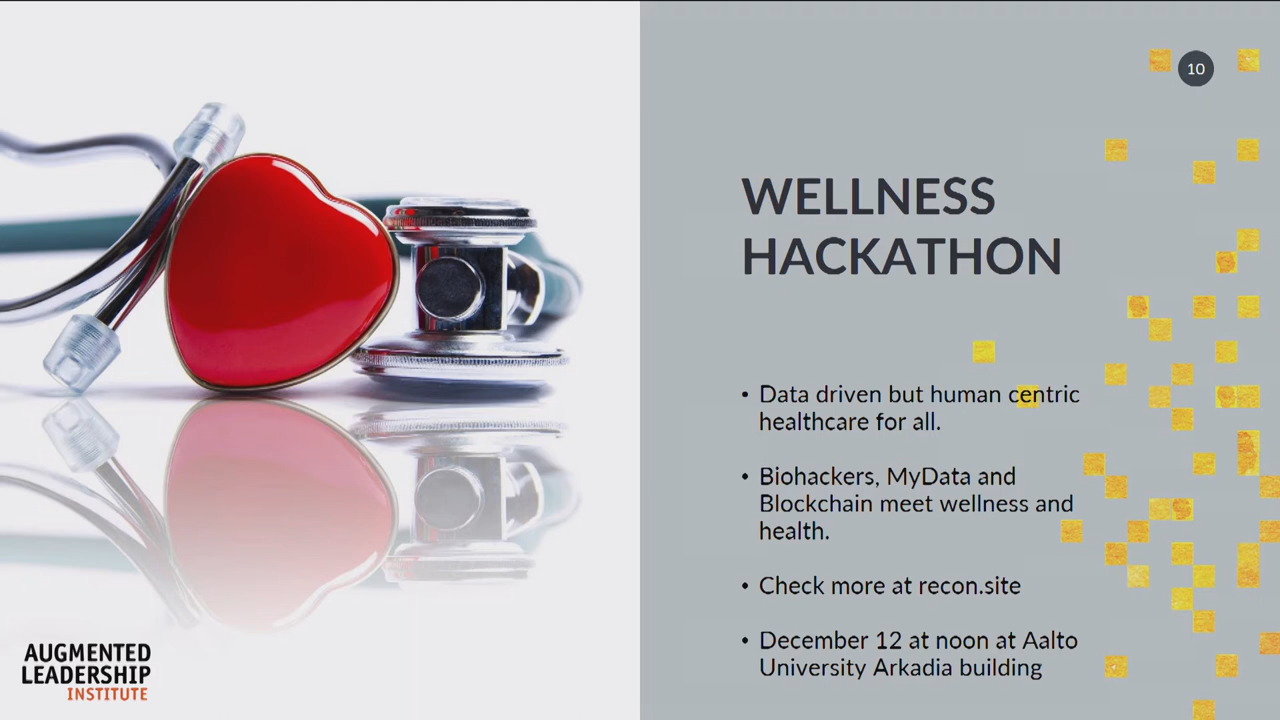 10
WELLNESS
HACKATHON
• Data driven but human centric
healthcare for all.
• Biohackers, MyData and
Blockchain meet wellness and
health.
• Check more at recon.site
• December 12 at noon at Aalto
University Arkadia building
AUGMENTED
LEADERSHIP
INSTITUTE